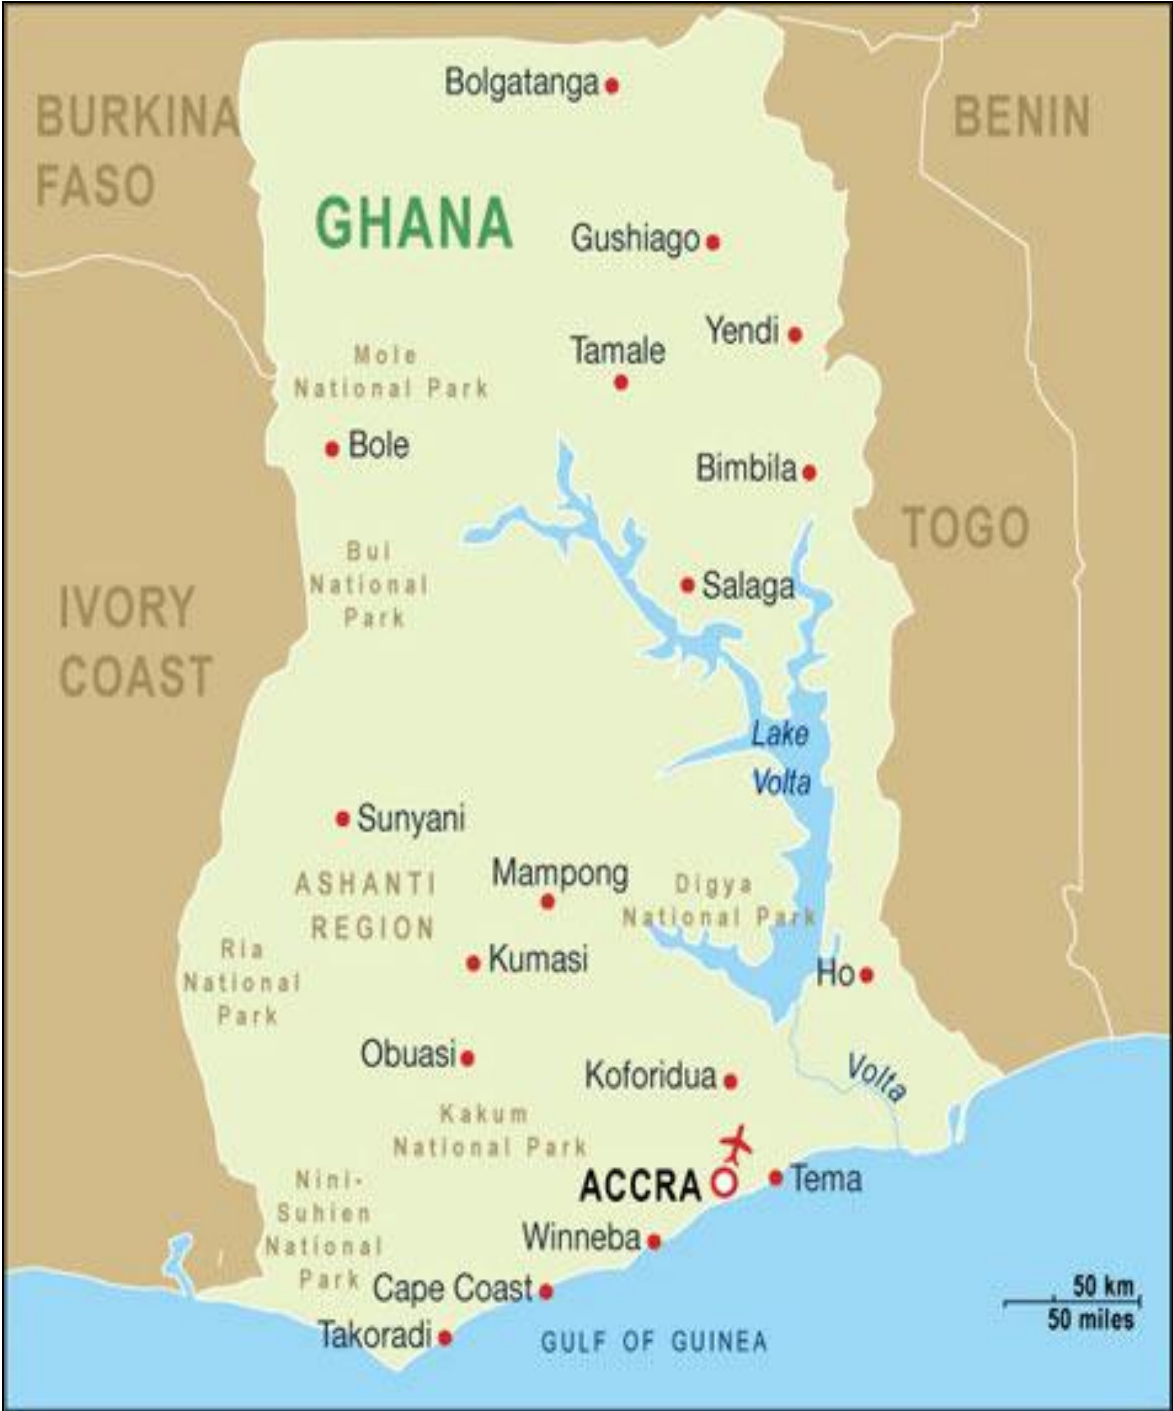 Bolgatanga
BURKINA
FASO
BENIN
GHANA
Gushiago
Yendi
Tamale
Mole
National Park
Bole
Bimbila
TOGO
Bui
National
Park
Salaga
IVORY
COAST
Lake
Volta
Sunyani
Mampong
ASHANTI
REGION
Digya
National Park
Ria
National
Park
Kumasi
Ho
Obuasi
Koforidua
Volta
Kakum
National Park
ACCRA
Tema
Nini-
Suhien
National
Park
Winneba
Cape Coast
Takoradi
GULF OF GUINEA
50 km
50 miles